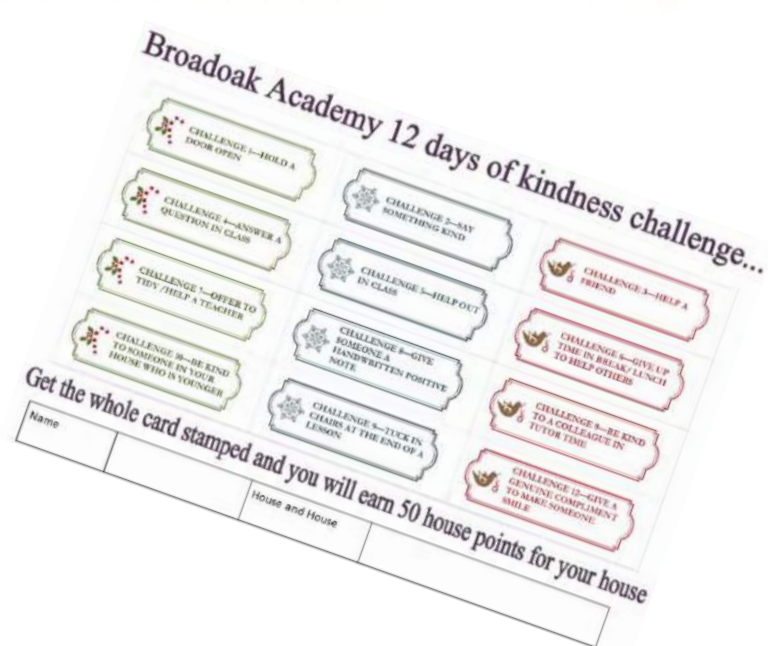 Broadoak Academy 12 days of kindness challenge...
CHALLENGE 1—HOLD A
DOOR OPEN
CHALLENGE 2—SAY
SOMETHING KIND
CHALLENGE 3—HELP A
FRIEND
CHALLENGE 4—ANSWER A
QUESTION IN CLASS
CHALLENGE 5—HELP OUT
IN CLASS
CHALLENGE 6—GIVE UP
TIME IN BREAK/ LUNCH
TO HELP OTHERS
CHALLENGE 7—OFFER TO
TIDY /HELP A TEACHER
CHALLENGE 8—GIVE
SOMEONE A
HANDWRITTEN POSITIVE
NOTE
CHALLENGE 9—BE KIND
TO A COLLEAGUE IN
TUTOR TIME
CHALLENGE 10—BE KIND
TO SOMEONE IN YOUR
HOUSE WHO IS YOUNGER
CHALLENGE 9—TUCK IN
CHAIRS AT THE END OF A
LESSON
CHALLENGE 12—GIVE A
GENUINE COMPLIMENT
TO MAKE SOMEONE
SMILE
Get the whole card stamped and you will earn 50 house points for your house
Name
House and House